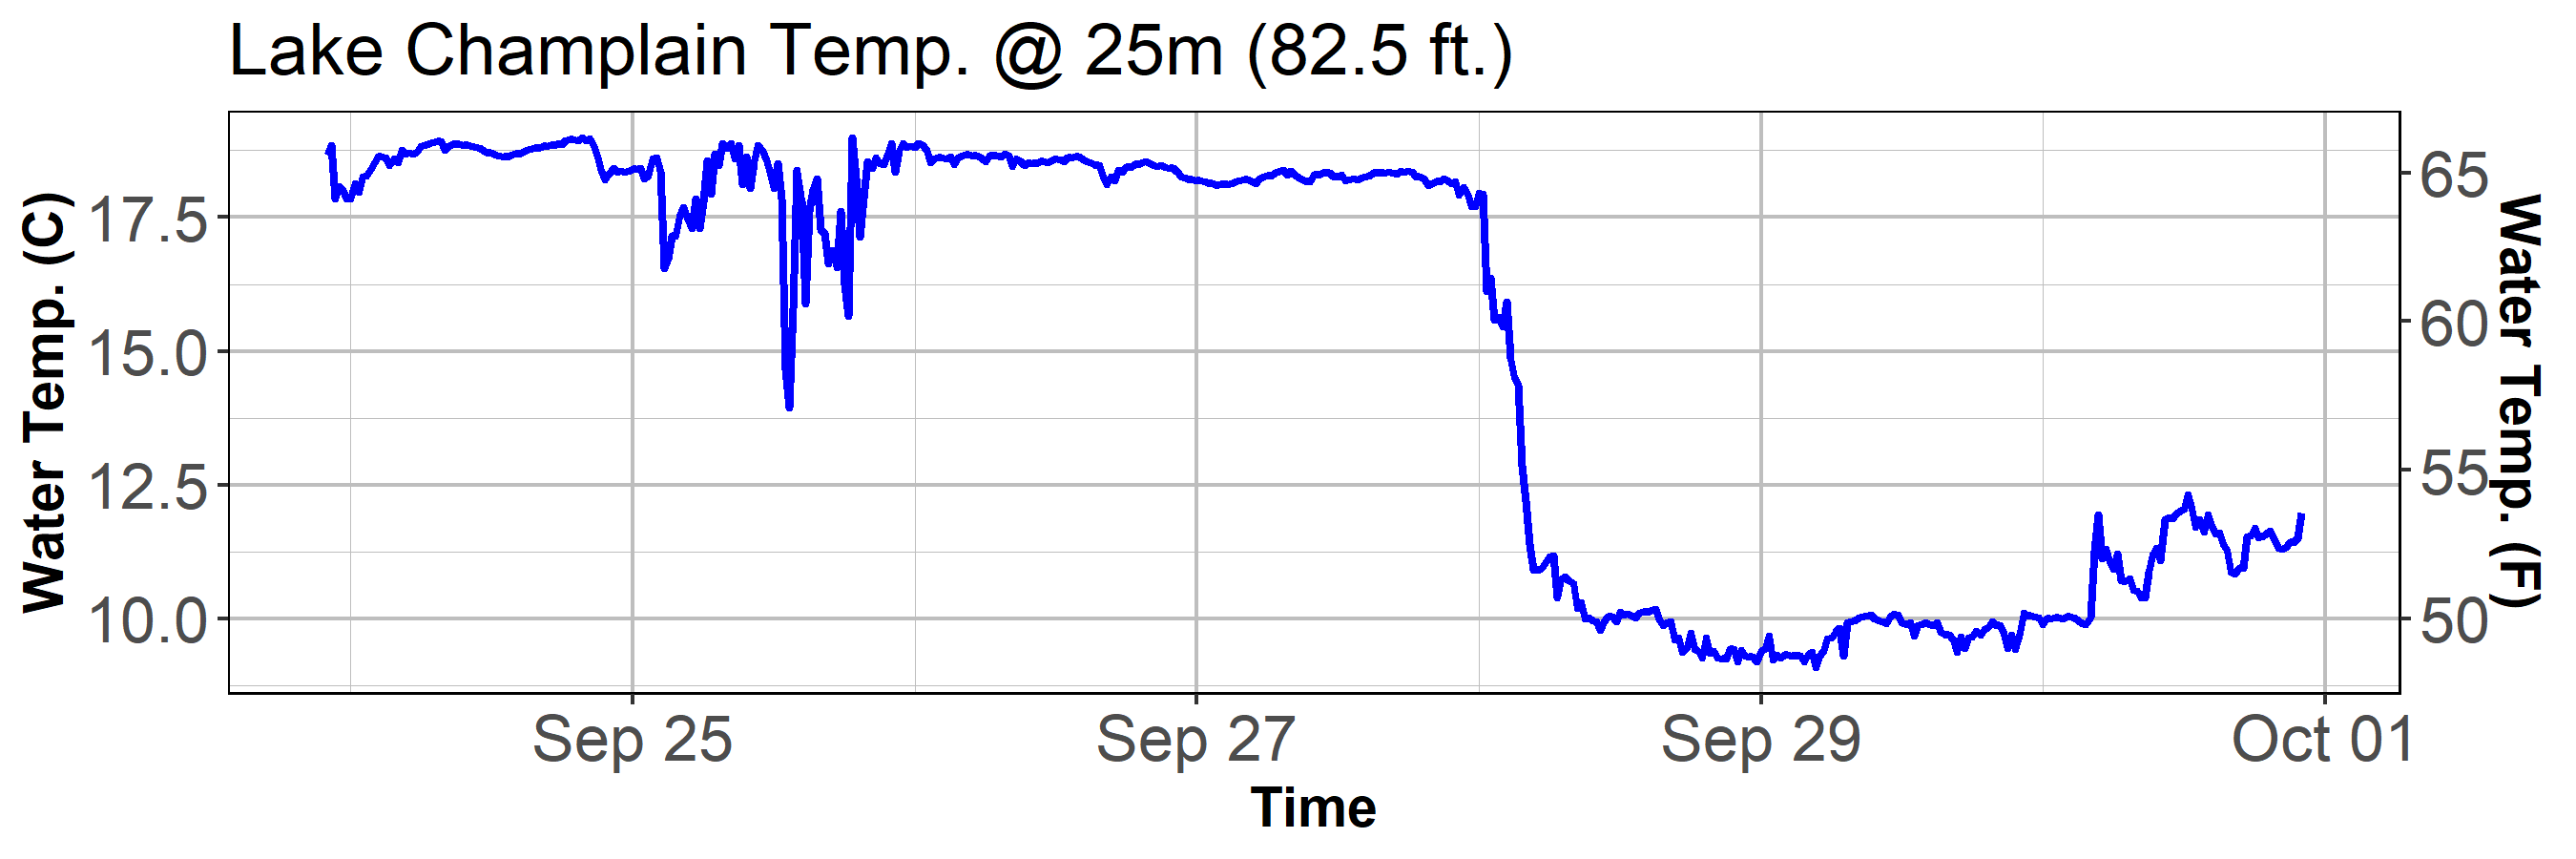 Lake Champlain Temp. @ 25m (82.5 ft.)
Water Temp. (C)
17.5
15.0
12.5
10.0
65
60
55
50
Water Temp. (F)
Sep 25 Sep 27 Sep 29 Oct 01
Time